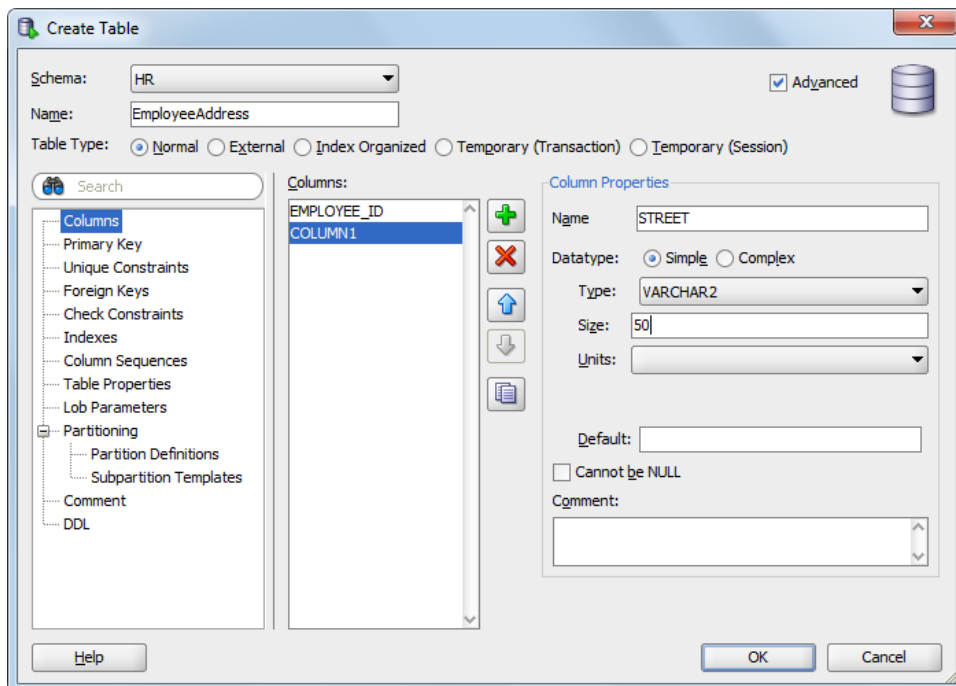 Create Table
Schema: HR Advanced
Name: EmployeeAddress
Table Type: Normal External Index Organized Temporary (Transaction) Temporary (Session)
Search
Columns
Primary Key
Unique Constraints
Foreign Keys
Check Constraints
Indexes
Column Sequences
Table Properties
Lob Parameters
Partitioning
Partition Definitions
Subpartition Templates
Comment
DDL
Columns:
EMPLOYEE_ID
COLUMN1
Column Properties
Name STREET
Datatype: Simple Complex
Type: VARCHAR2
Size: 50
Units:
Default:
Cannot be NULL
Comment:
Help OK Cancel